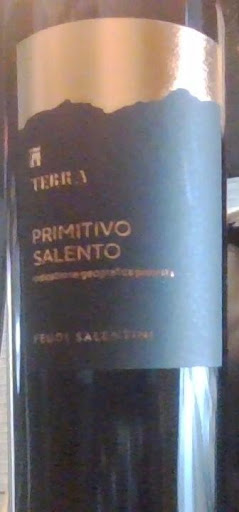 TERRA
PRIMITIVO
SALENTO
indicazione geografica protetta
FEUDI SALENTINI